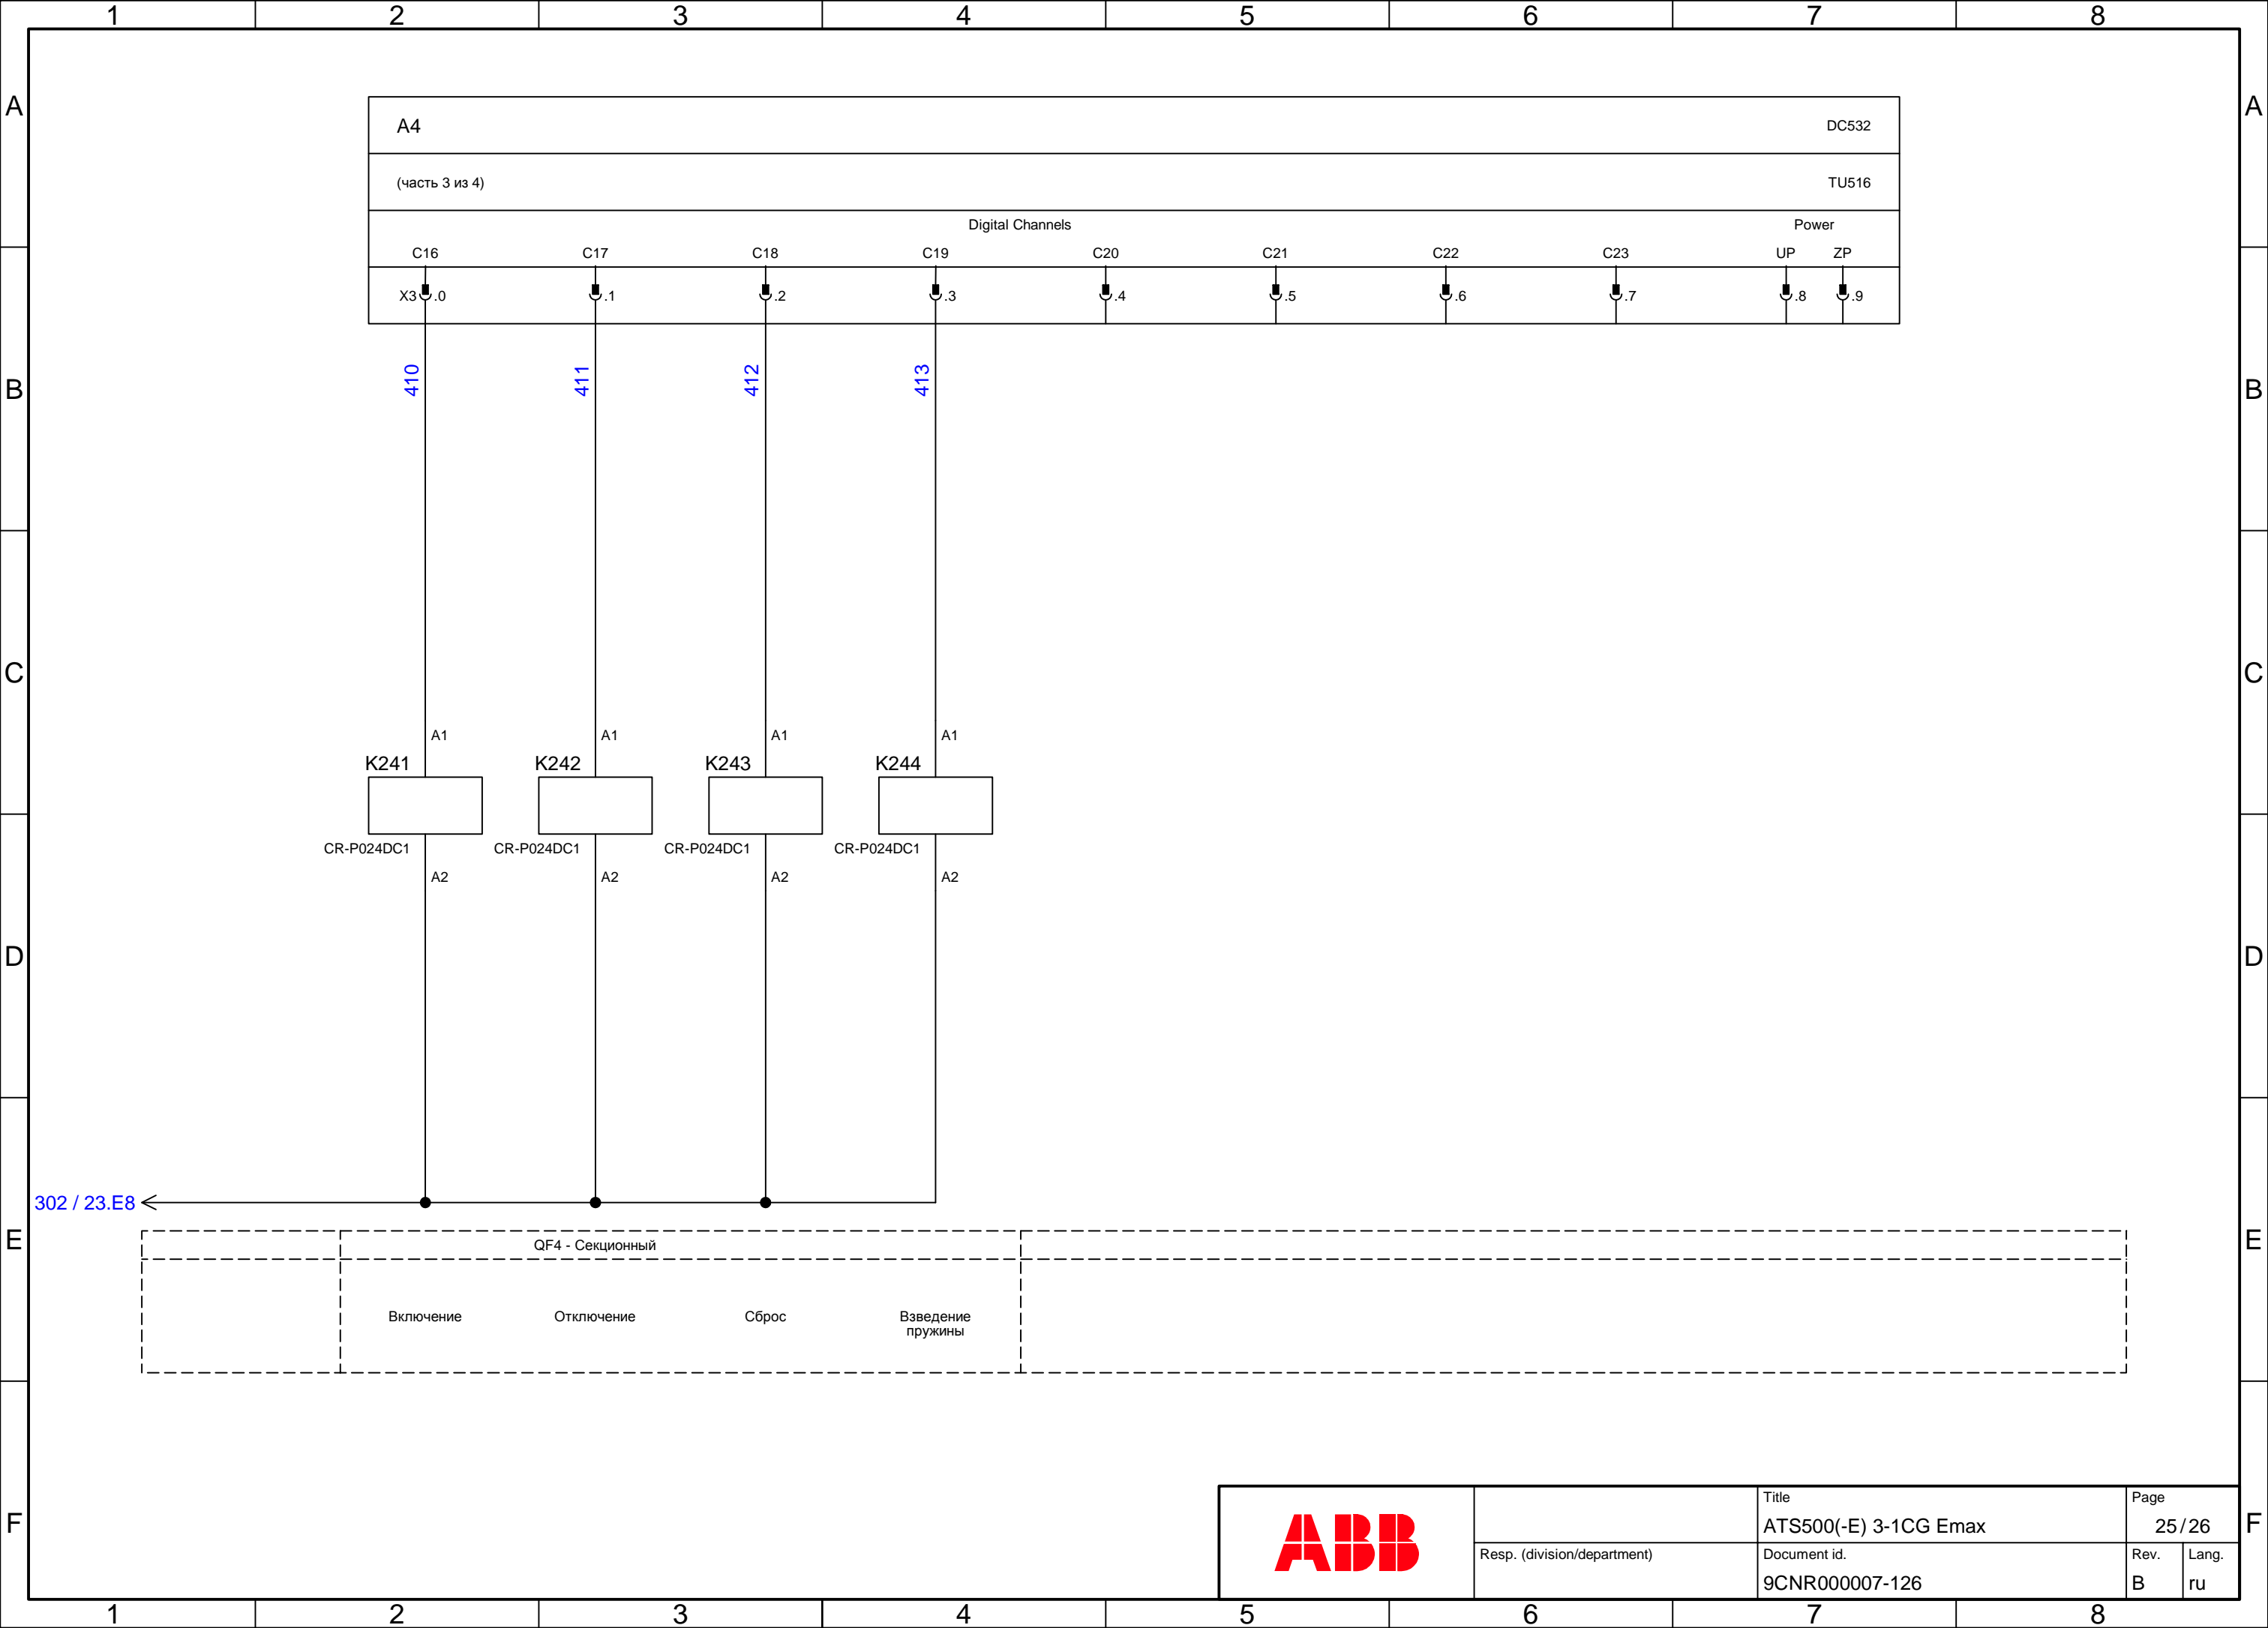 1 2 3 4 5 6 7 8
A A
A4 DC532
(часть 3 из 4) TU516
Digital Channels Power
C16 C17 C18 C19 C20 C21 C22 C23 UP ZP
X3 .0 .1 .2 .3 .4 .5 .6 .7 .8 .9
410 411 412 413
B B
C C
A1 A1 A1 A1
K241 K242 K243 K244
CR-P024DC1 CR-P024DC1 CR-P024DC1 CR-P024DC1
A2 A2 A2 A2
D D
302 / 23.E8
E E
QF4 - Секционный
Включение Отключение Сброс Взведение
пружины
F F
ABB
Title
ATS500(-E) 3-1CG Emax
Page
25/26
Resp. (division/department)
Document id.
9CNR000007-126
Rev.
B
Lang.
ru
1 2 3 4 5 6 7 8